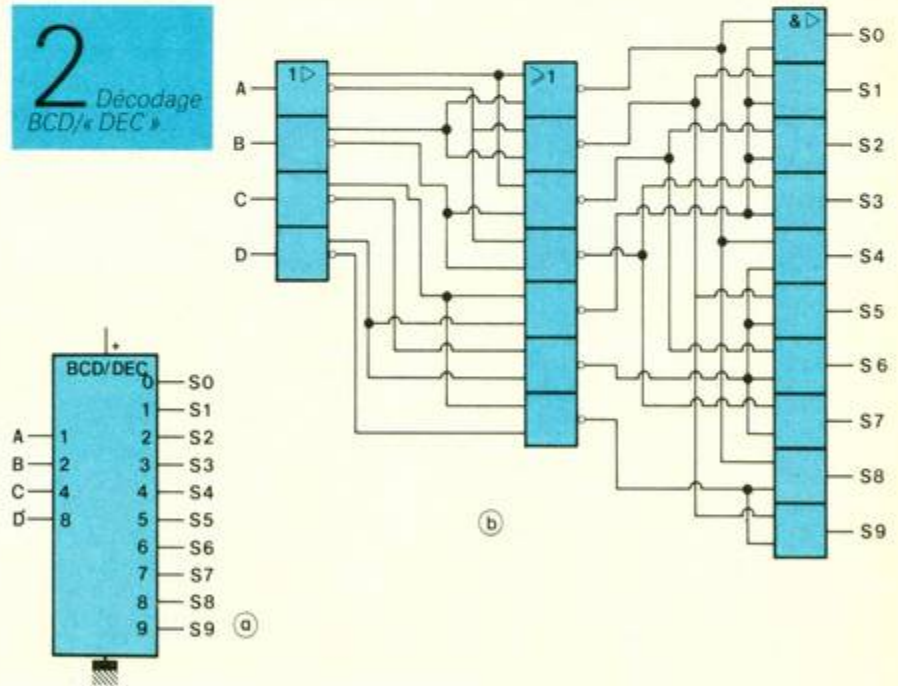 2 Décodage
BCD/« DEC »
A
B
C
D
1▷
≥1
& ▷
S0
S1
S2
S3
S4
S5
S6
S7
S8
S9
+
BCD/DEC
A 1
B 2
C 4
D 8
0 S0
1 S1
2 S2
3 S3
4 S4
5 S5
6 S6
7 S7
8 S8
9 S9
a
b